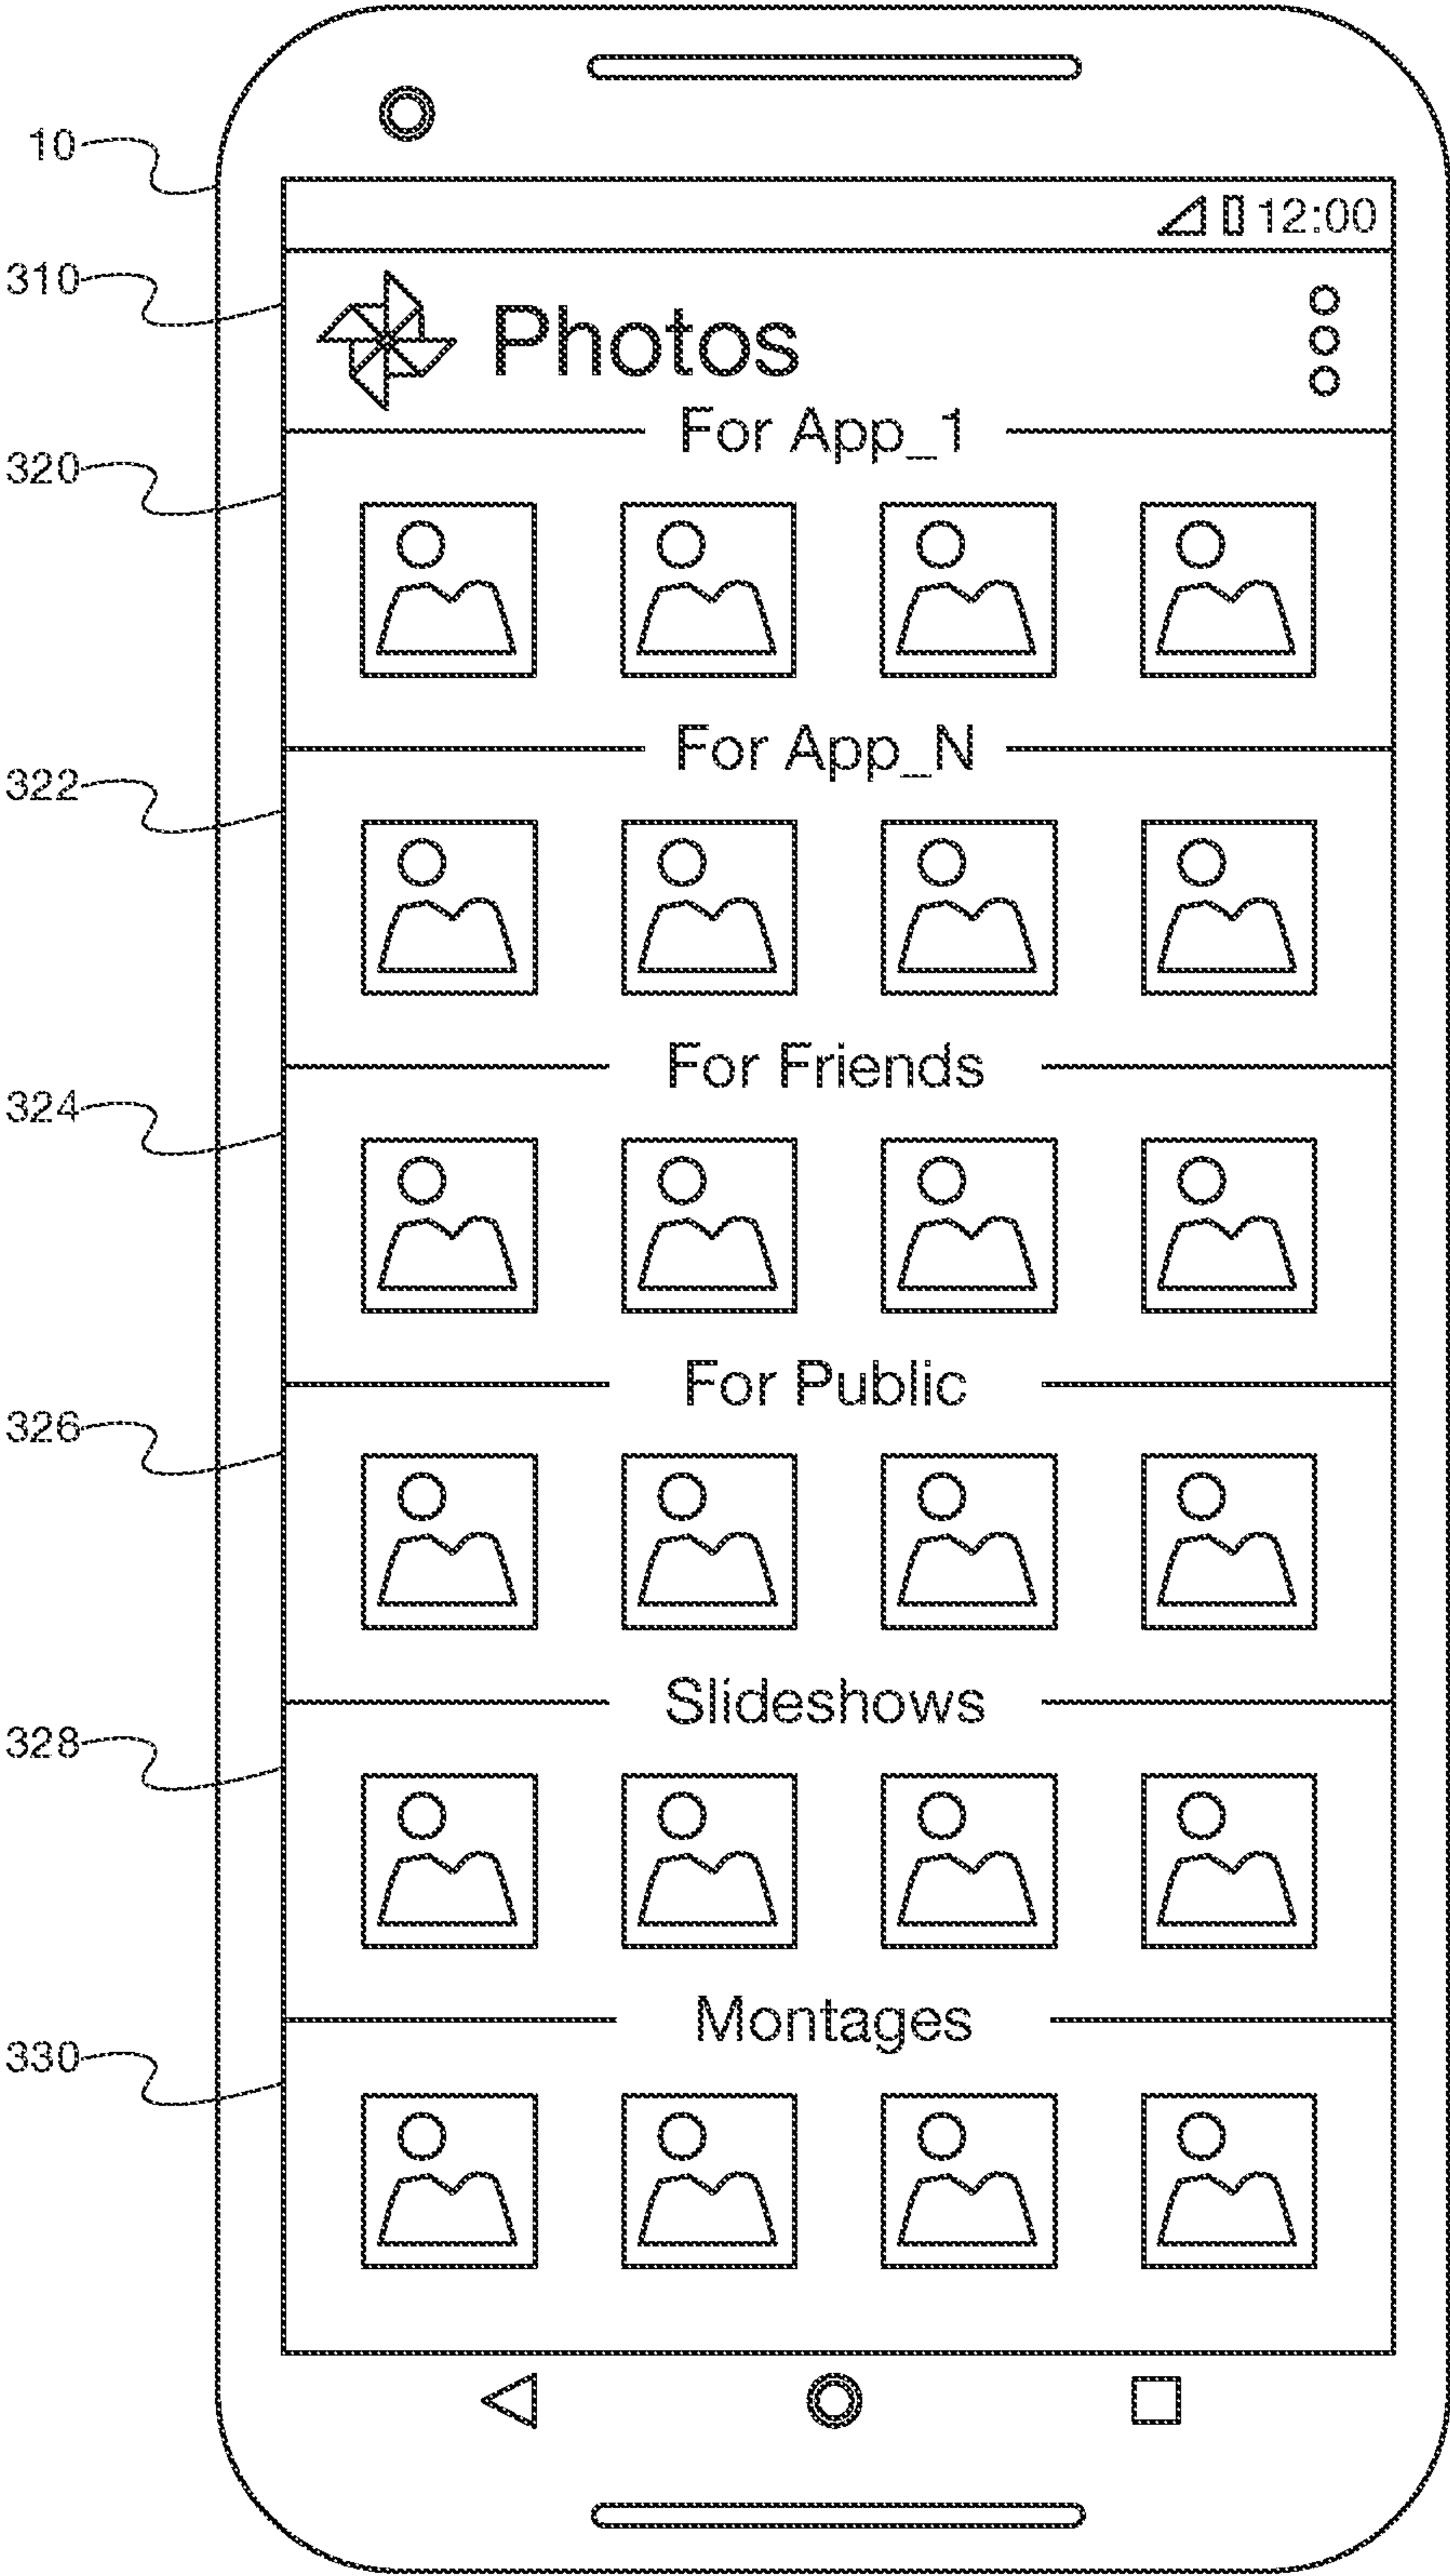 10
12:00
310
Photos
For App_1
320
For App_N
322
For Friends
324
For Public
326
Slideshows
328
Montages
330